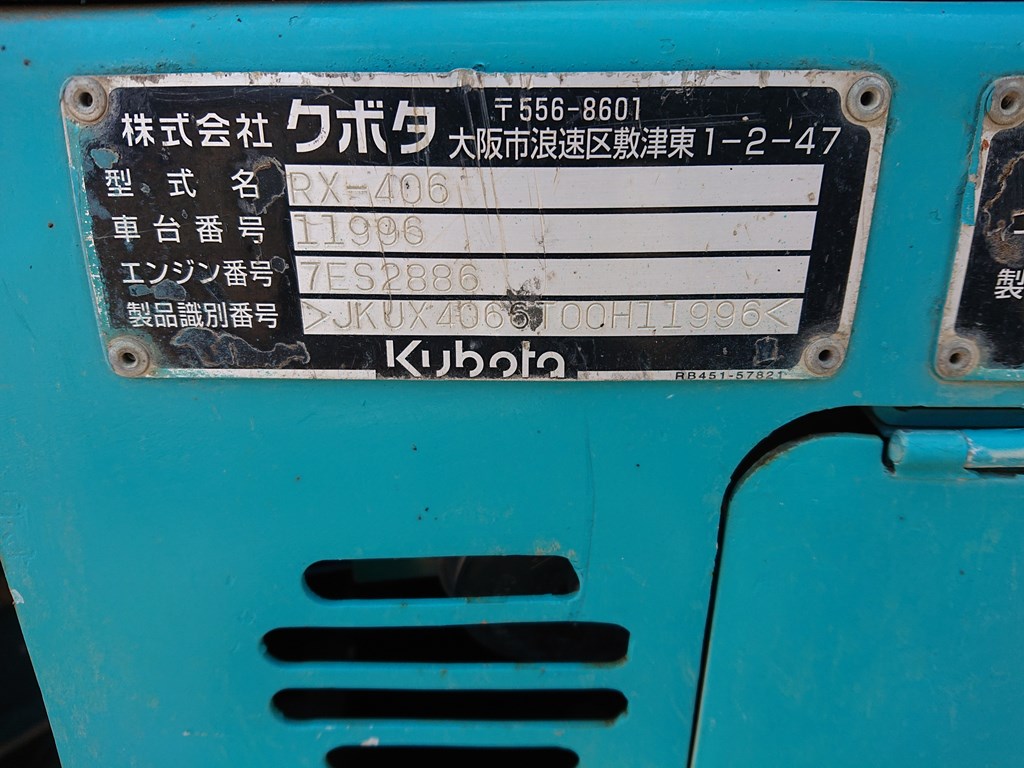 株式会社 クボタ 〒556-8601
大阪市浪速区敷津東1-2-47
型式名 RX-406
車台番号 11996
エンジン番号 7ES2886
製品識別番号 >JKUX4066T00H11996<
Kubota
RB451-57821
エ
製